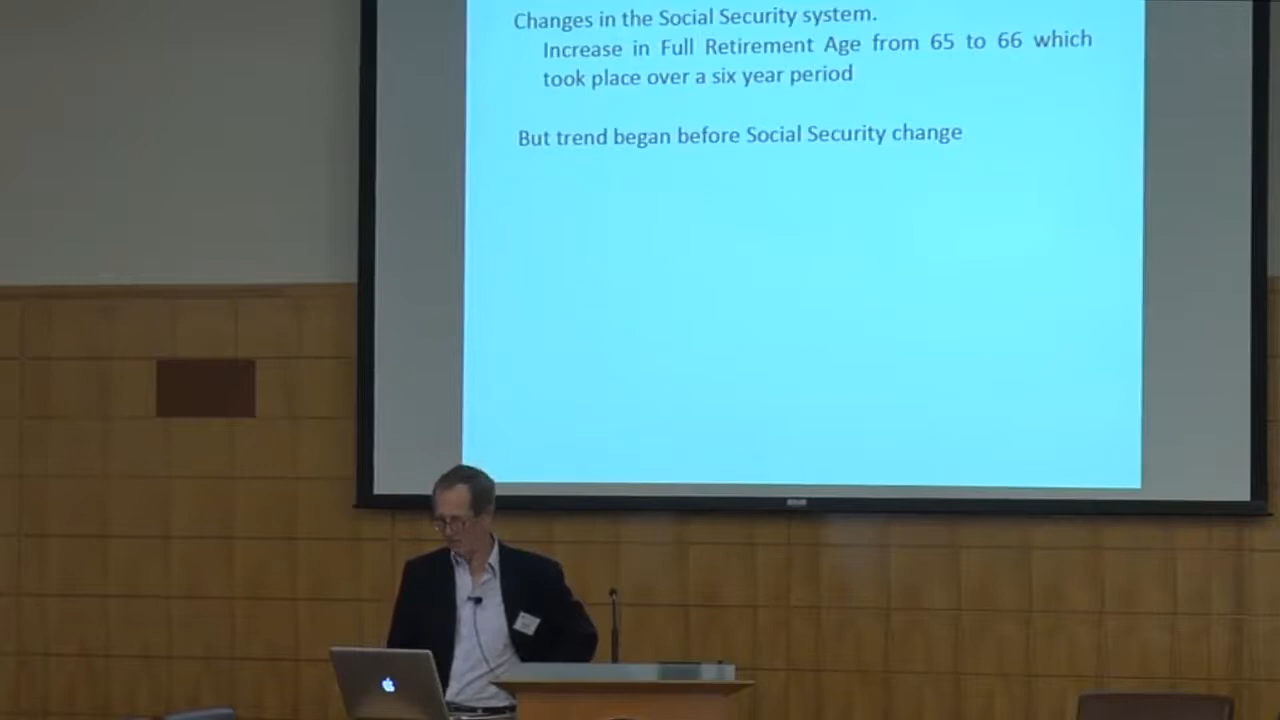 Changes in the Social Security system.
Increase in Full Retirement Age from 65 to 66 which
took place over a six year period
But trend began before Social Security change